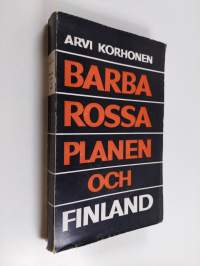 ARVI KORHONEN
BARBA
ROSSA
PLANEN
OCH
FINLAND